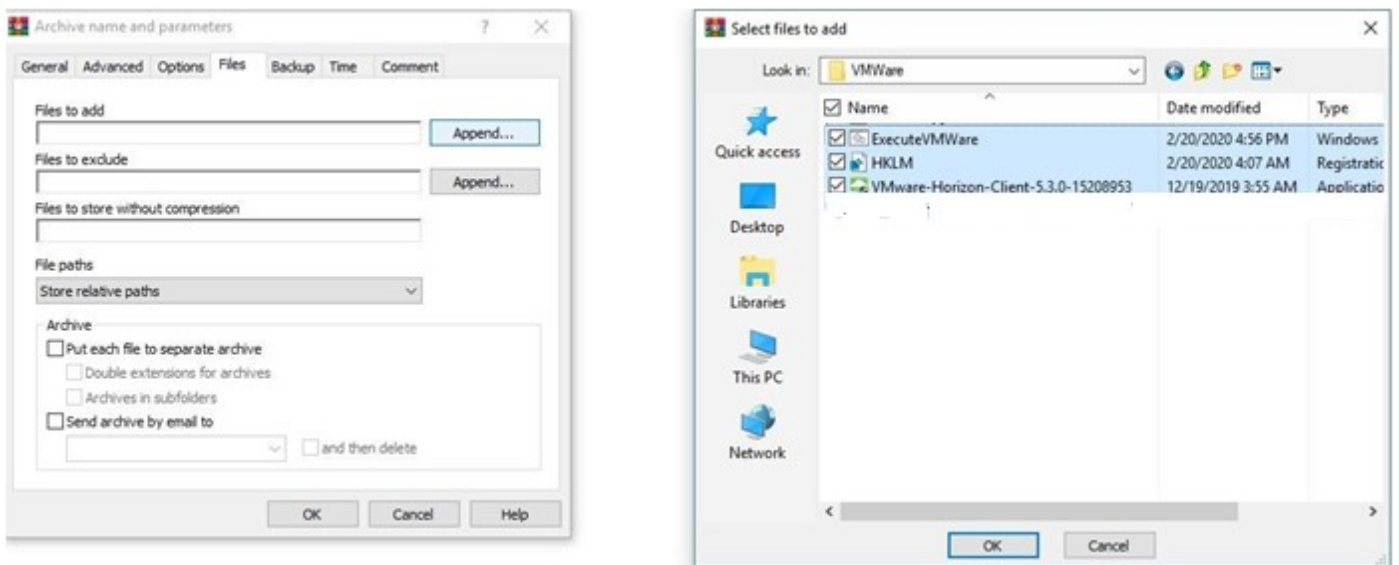 Archive name and parameters
? ×
General Advanced Options Files Backup Time Comment
Files to add
Append...
Files to exclude
Append...
Files to store without compression
File paths
Store relative paths
Archive
Put each file to separate archive
Double extensions for archives
Archives in subfolders
Send archive by email to
and then delete
OK Cancel Help
Select files to add
Look in: VMWare
Name Date modified Type
ExecuteVMWare 2/20/2020 4:56 PM Windows
HKLM 2/20/2020 4:07 AM Registratic
VMware-Horizon-Client-5.3.0-15208953 12/19/2019 3:55 AM Applicatio
Quick access
Desktop
Libraries
This PC
Network
OK Cancel